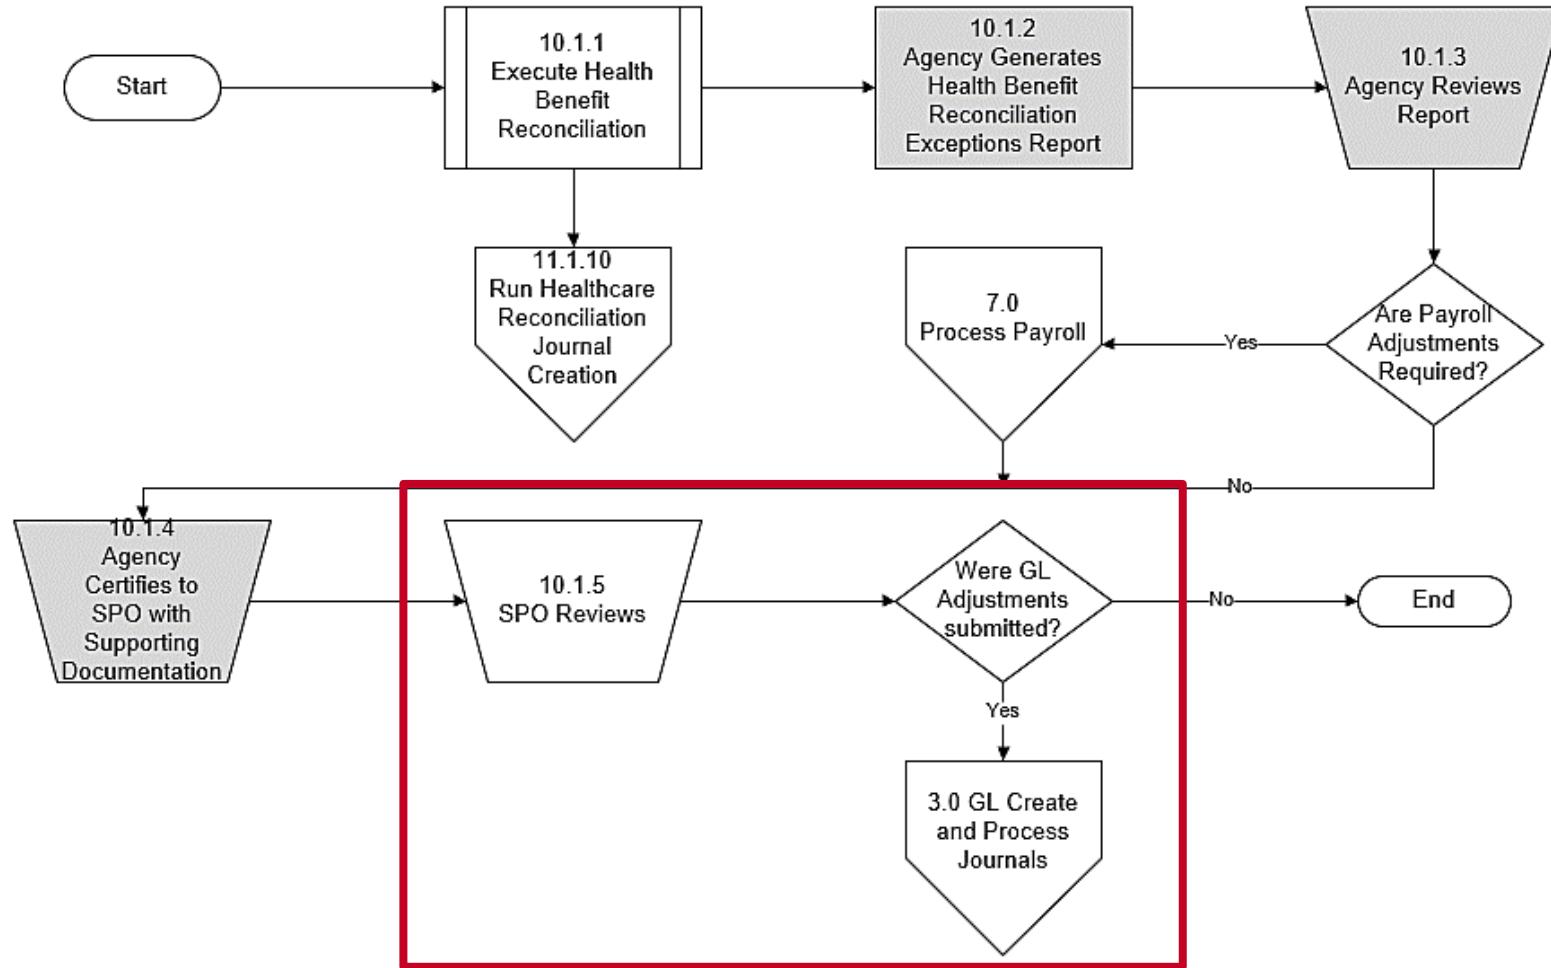 Start
10.1.1
Execute Health
Benefit
Reconciliation
10.1.2
Agency Generates
Health Benefit
Reconciliation
Exceptions Report
10.1.3
Agency Reviews
Report
11.1.10
Run Healthcare
Reconciliation
Journal
Creation
7.0
Process Payroll
Yes
Are Payroll
Adjustments
Required?
No
10.1.4
Agency
Certifies to
SPO with
Supporting
Documentation
10.1.5
SPO Reviews
Were GL
Adjustments
submitted?
No
End
Yes
3.0 GL Create
and Process
Journals